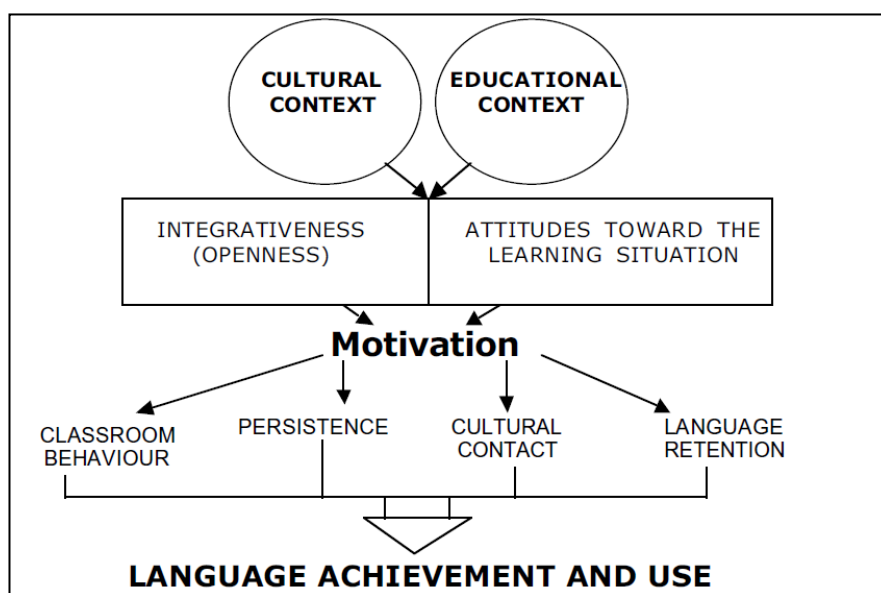 CULTURAL
CONTEXT
EDUCATIONAL
CONTEXT
INTEGRATIVENESS
(OPENNESS)
ATTITUDES TOWARD THE
LEARNING SITUATION
Motivation
CLASSROOM
BEHAVIOUR
PERSISTENCE
CULTURAL
CONTACT
LANGUAGE
RETENTION
LANGUAGE ACHIEVEMENT AND USE